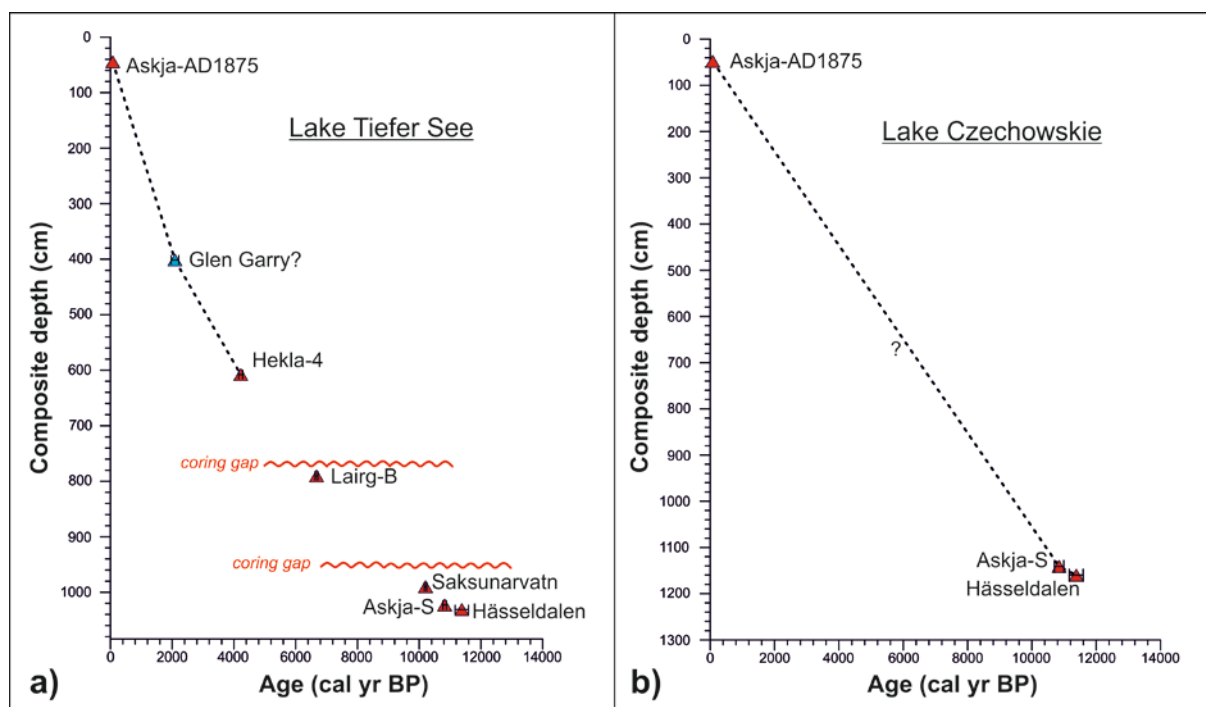 0
100
200
300
400
500
600
700
800
900
1000
Composite depth (cm)
Askja-AD1875
Lake Tiefer See
Glen Garry?
Hekla-4
coring gap
Lairg-B
coring gap
Saksunarvatn
Askja-S
Hässeldalen
0 2000 4000 6000 8000 10000 12000 14000
Age (cal yr BP)
a)
0
100
200
300
400
500
600
700
800
900
1000
1100
1200
1300
Composite depth (cm)
Askja-AD1875
Lake Czechowskie
?
Askja-S
Hässeldalen
0 2000 4000 6000 8000 10000 12000 14000
Age (cal yr BP)
b)